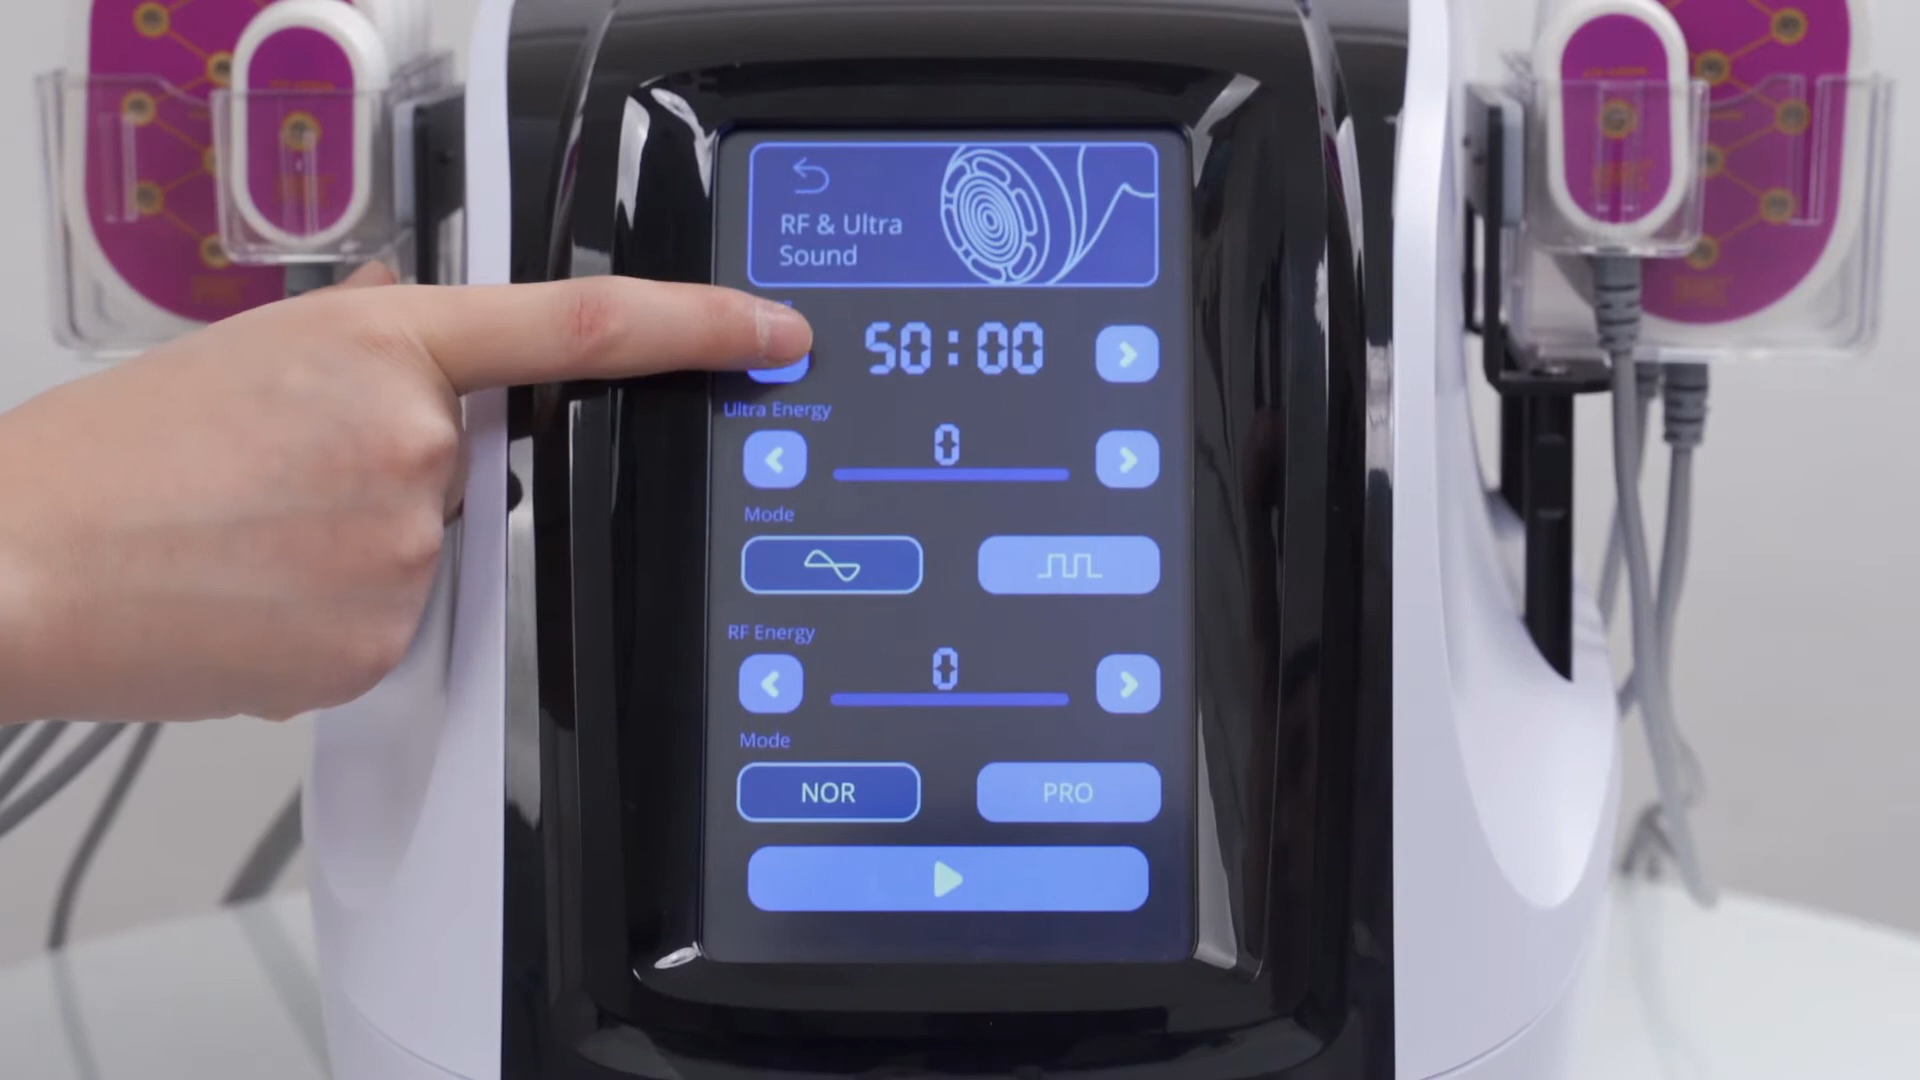 RF & Ultra
Sound
50:00
Ultra Energy
0
Mode
RF Energy
0
Mode
NOR
PRO